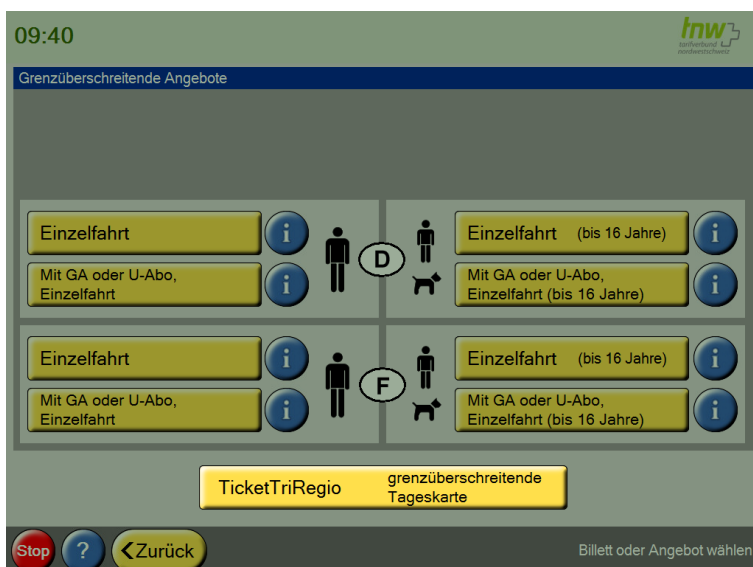 09:40
tnw
tarifverbund
nordwestschweiz
Grenzüberschreitende Angebote
Einzelfahrt
i
D
Einzelfahrt (bis 16 Jahre)
i
Mit GA oder U-Abo,
Einzelfahrt
i
Mit GA oder U-Abo,
Einzelfahrt (bis 16 Jahre)
i
Einzelfahrt
i
F
Einzelfahrt (bis 16 Jahre)
i
Mit GA oder U-Abo,
Einzelfahrt
i
Mit GA oder U-Abo,
Einzelfahrt (bis 16 Jahre)
i
TicketTriRegio
grenzüberschreitende
Tageskarte
Stop
?
<Zurück
Billett oder Angebot wählen